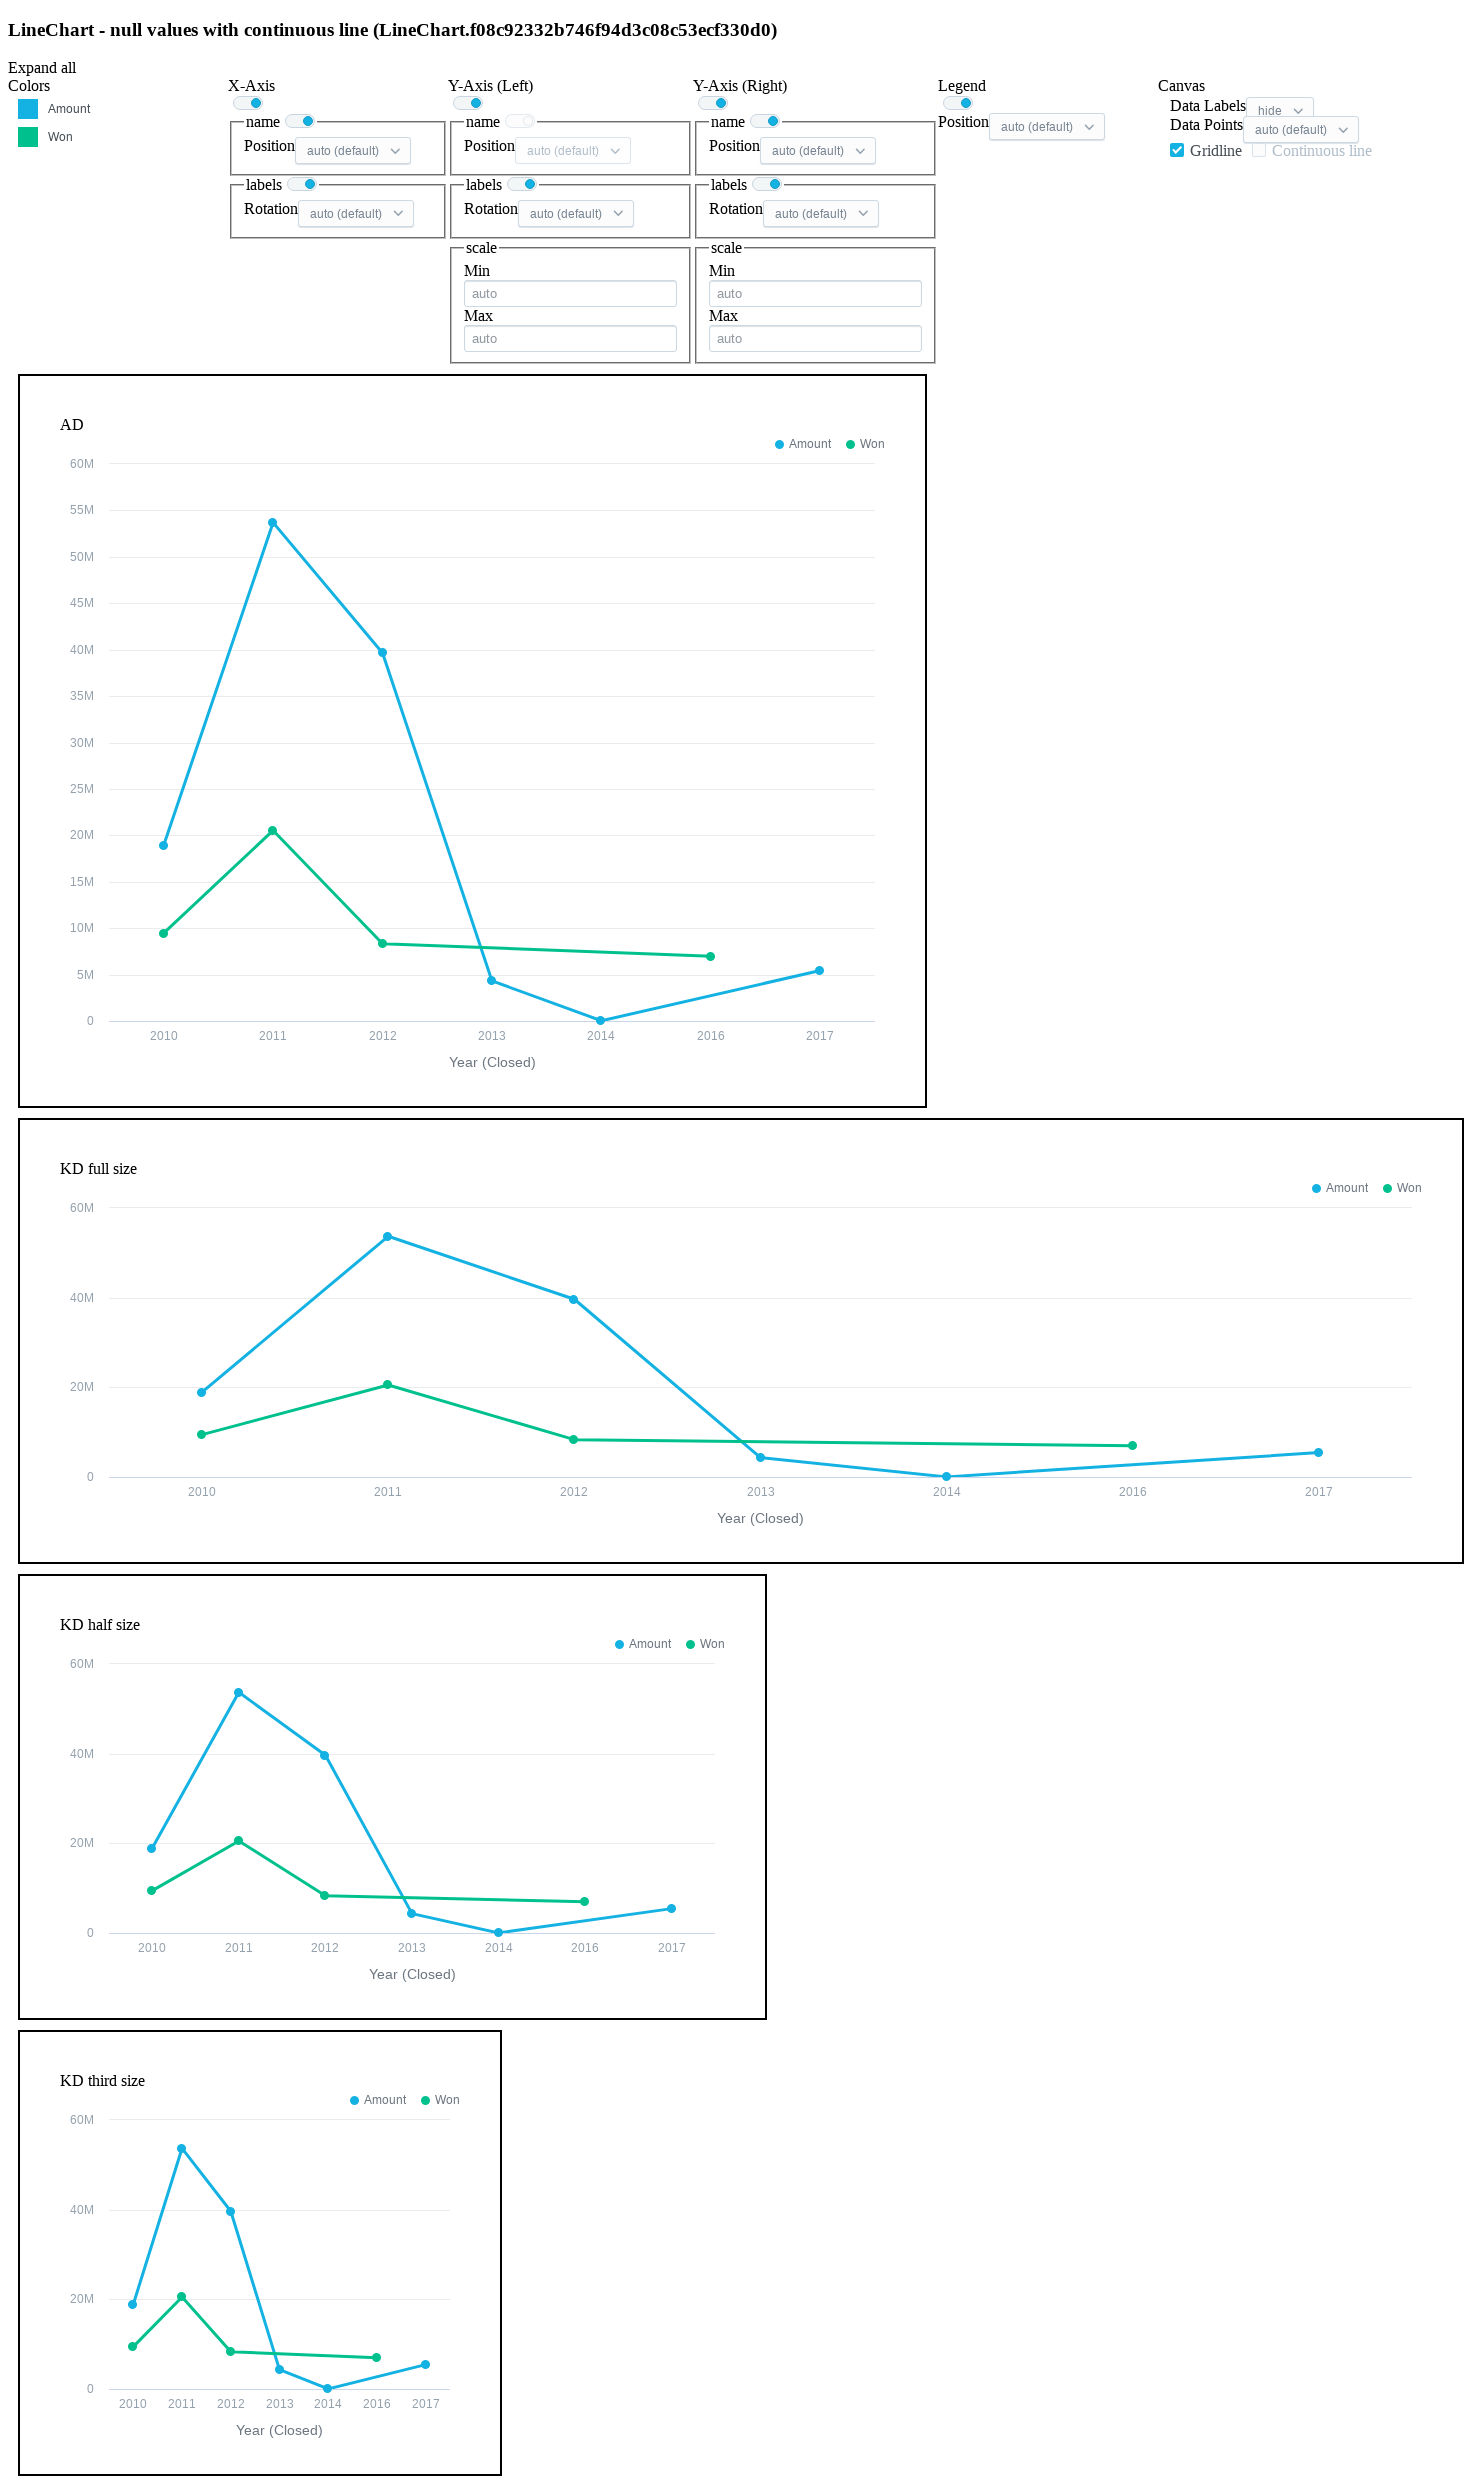 LineChart - null values with continuous line (LineChart.f08c92332b746f94d3c08c53ecf330d0)
Expand all
Colors
Amount
Won
X-Axis
name
Position auto (default)
labels
Rotation auto (default)
Y-Axis (Left)
name
Position auto (default)
labels
Rotation auto (default)
scale
Min
auto
Max
auto
Y-Axis (Right)
name
Position auto (default)
labels
Rotation auto (default)
scale
Min
auto
Max
auto
Legend
Position auto (default)
Canvas
Data Labels hide
Data Points auto (default)
Gridline Continuous line
AD
Amount Won
60M
55M
50M
45M
40M
35M
30M
25M
20M
15M
10M
5M
0
2010 2011 2012 2013 2014 2016 2017
Year (Closed)
KD full size
Amount Won
60M
40M
20M
0
2010 2011 2012 2013 2014 2016 2017
Year (Closed)
KD half size
Amount Won
60M
40M
20M
0
2010 2011 2012 2013 2014 2016 2017
Year (Closed)
KD third size
Amount Won
60M
40M
20M
0
2010 2011 2012 2013 2014 2016 2017
Year (Closed)